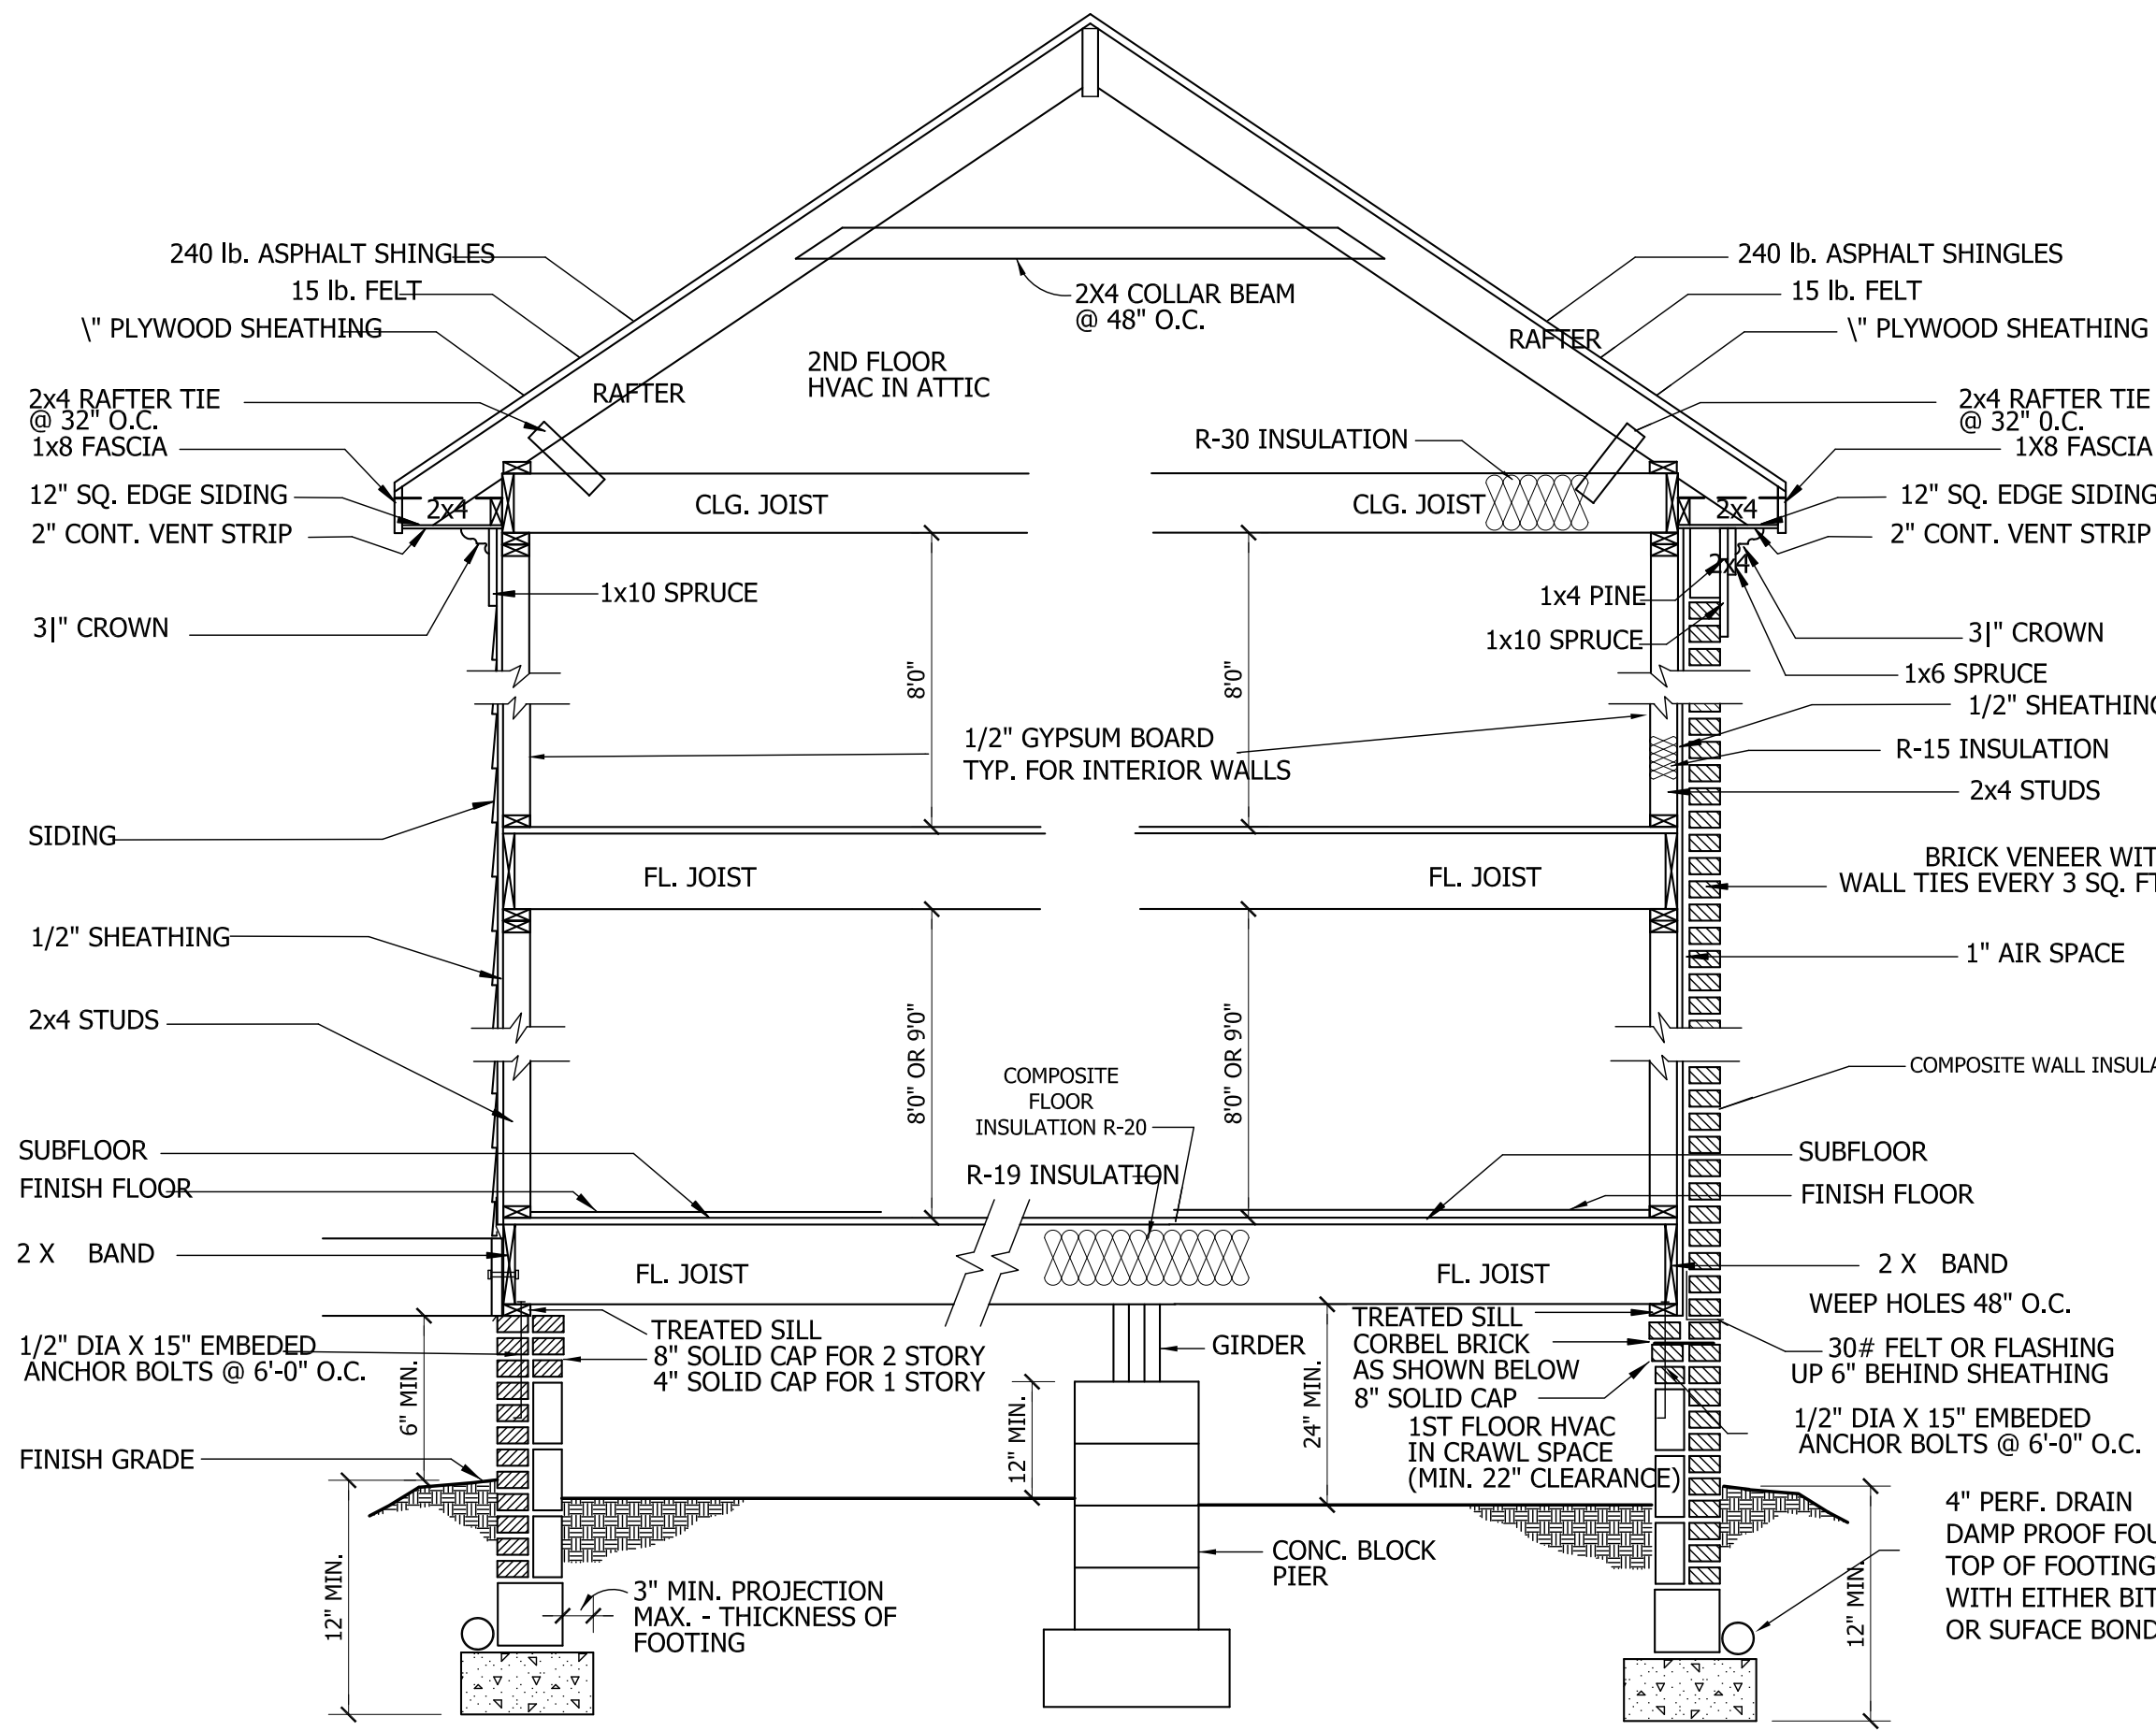 240 lb. ASPHALT SHINGLES
15 lb. FELT
\" PLYWOOD SHEATHING
2x4 RAFTER TIE
@ 32" O.C.
1x8 FASCIA
12" SQ. EDGE SIDING
2" CONT. VENT STRIP
3|" CROWN
SIDING
1/2" SHEATHING
2x4 STUDS
SUBFLOOR
FINISH FLOOR
2 X BAND
1/2" DIA X 15" EMBEDED
ANCHOR BOLTS @ 6'-0" O.C.
FINISH GRADE
6" MIN.
12" MIN.
RAFTER
2x4
1x10 SPRUCE
2X4 COLLAR BEAM
@ 48" O.C.
2ND FLOOR
HVAC IN ATTIC
R-30 INSULATION
CLG. JOIST
CLG. JOIST
8'0"
8'0"
1/2" GYPSUM BOARD
TYP. FOR INTERIOR WALLS
FL. JOIST
FL. JOIST
8'0" OR 9'0"
8'0" OR 9'0"
COMPOSITE
FLOOR
INSULATION R-20
R-19 INSULATION
FL. JOIST
FL. JOIST
TREATED SILL
8" SOLID CAP FOR 2 STORY
4" SOLID CAP FOR 1 STORY
GIRDER
12" MIN.
24" MIN.
TREATED SILL
CORBEL BRICK
AS SHOWN BELOW
8" SOLID CAP
1ST FLOOR HVAC
IN CRAWL SPACE
(MIN. 22" CLEARANCE)
CONC. BLOCK
PIER
3" MIN. PROJECTION
MAX. - THICKNESS OF
FOOTING
RAFTER
240 lb. ASPHALT SHINGLES
15 lb. FELT
\" PLYWOOD SHEATHING
2x4 RAFTER TIE
@ 32" 0.C.
1X8 FASCIA
2x4
12" SQ. EDGE SIDING
2" CONT. VENT STRIP
2x4
1x4 PINE
1x10 SPRUCE
3|" CROWN
1x6 SPRUCE
1/2" SHEATHING
R-15 INSULATION
2x4 STUDS
BRICK VENEER WIT
WALL TIES EVERY 3 SQ. FT
1" AIR SPACE
COMPOSITE WALL INSULA
SUBFLOOR
FINISH FLOOR
2 X BAND
WEEP HOLES 48" O.C.
30# FELT OR FLASHING
UP 6" BEHIND SHEATHING
1/2" DIA X 15" EMBEDED
ANCHOR BOLTS @ 6'-0" O.C.
12" MIN.
4" PERF. DRAIN
DAMP PROOF FOU
TOP OF FOOTING
WITH EITHER BIT
OR SUFACE BOND